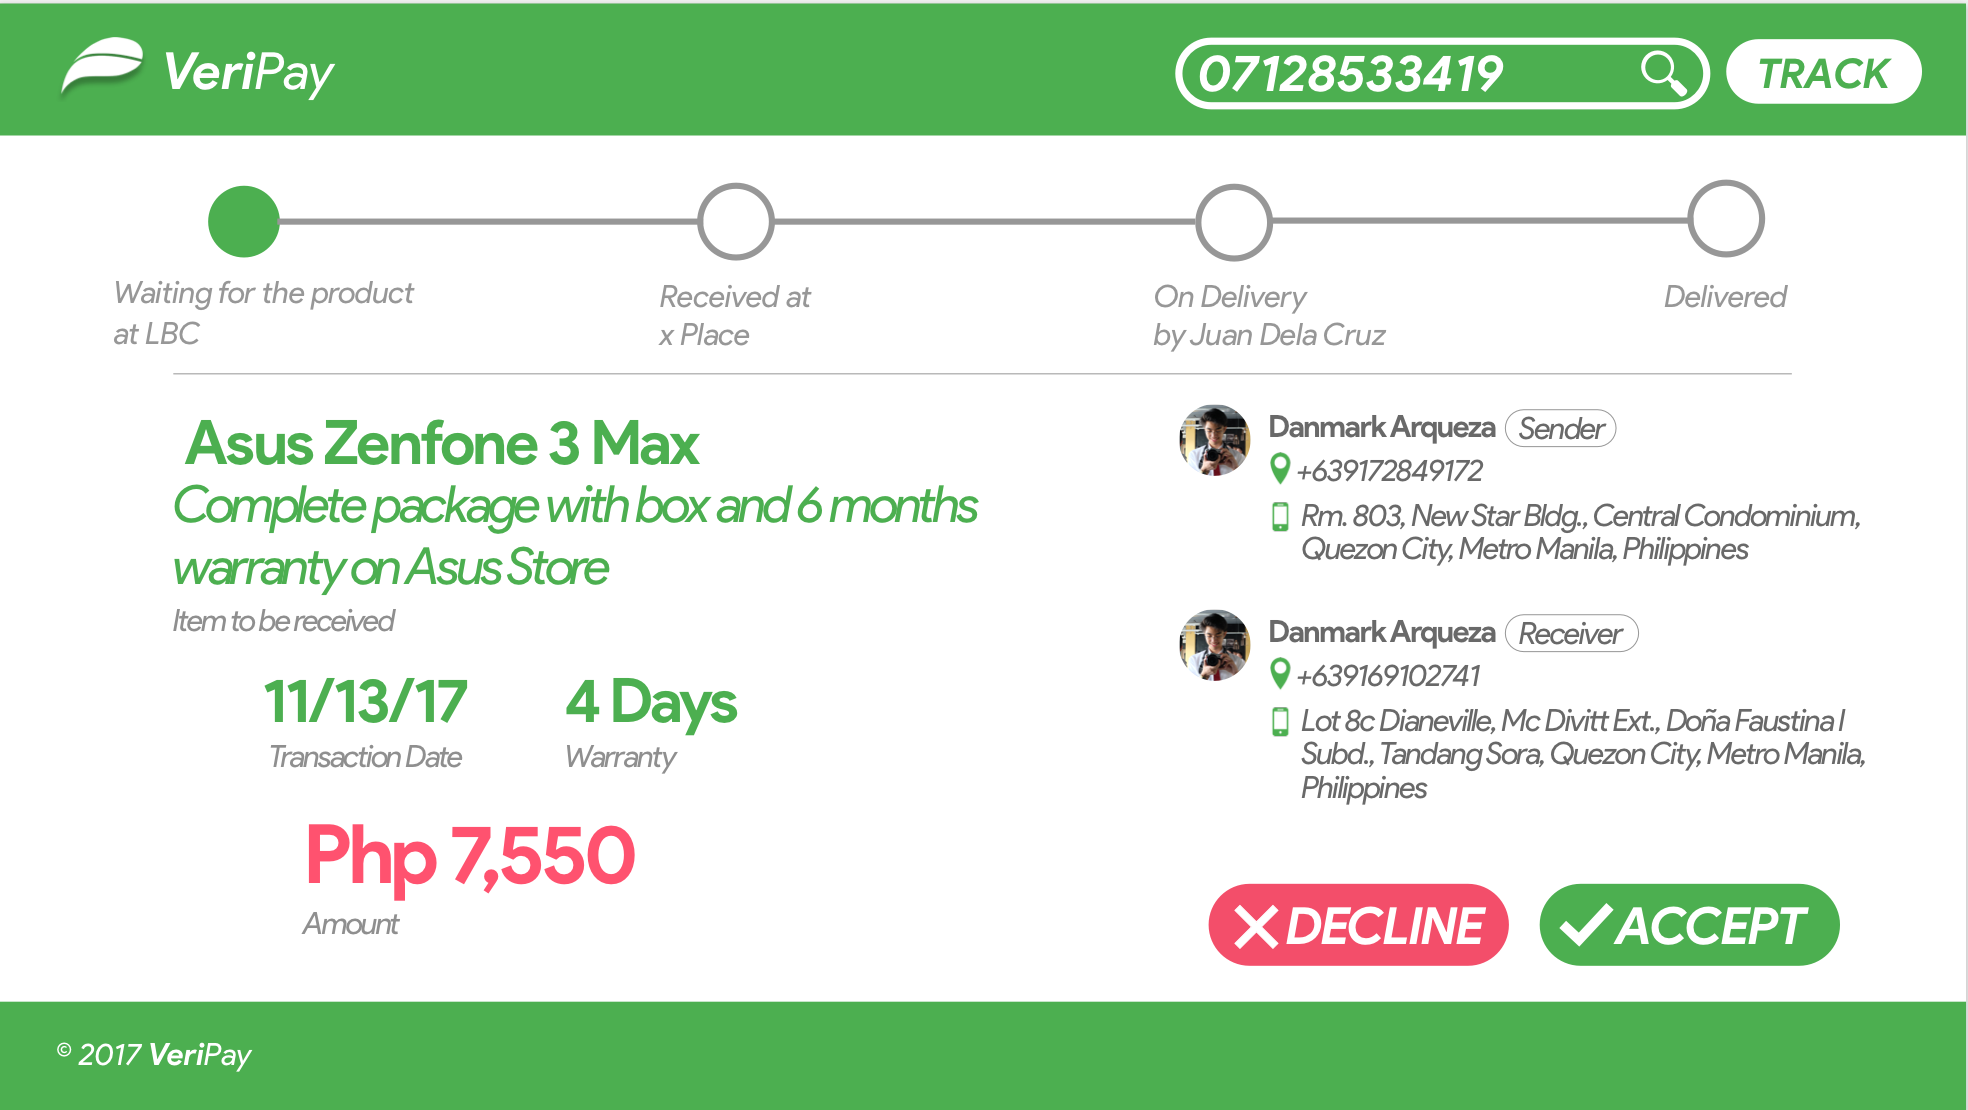 VeriPay
07128533419
TRACK
Waiting for the product
at LBC
Received at
x Place
On Delivery
by Juan Dela Cruz
Delivered
Asus Zenfone 3 Max
Complete package with box and 6 months
warranty on Asus Store
Item to be received
11/13/17
Transaction Date
4 Days
Warranty
Php 7,550
Amount
Danmark Arqueza Sender
+639172849172
Rm. 803, New Star Bldg., Central Condominium,
Quezon City, Metro Manila, Philippines
Danmark Arqueza Receiver
+639169102741
Lot 8c Dianeville, Mc Divitt Ext., Doña Faustina I
Subd., Tandang Sora, Quezon City, Metro Manila,
Philippines
DECLINE
ACCEPT
© 2017 VeriPay